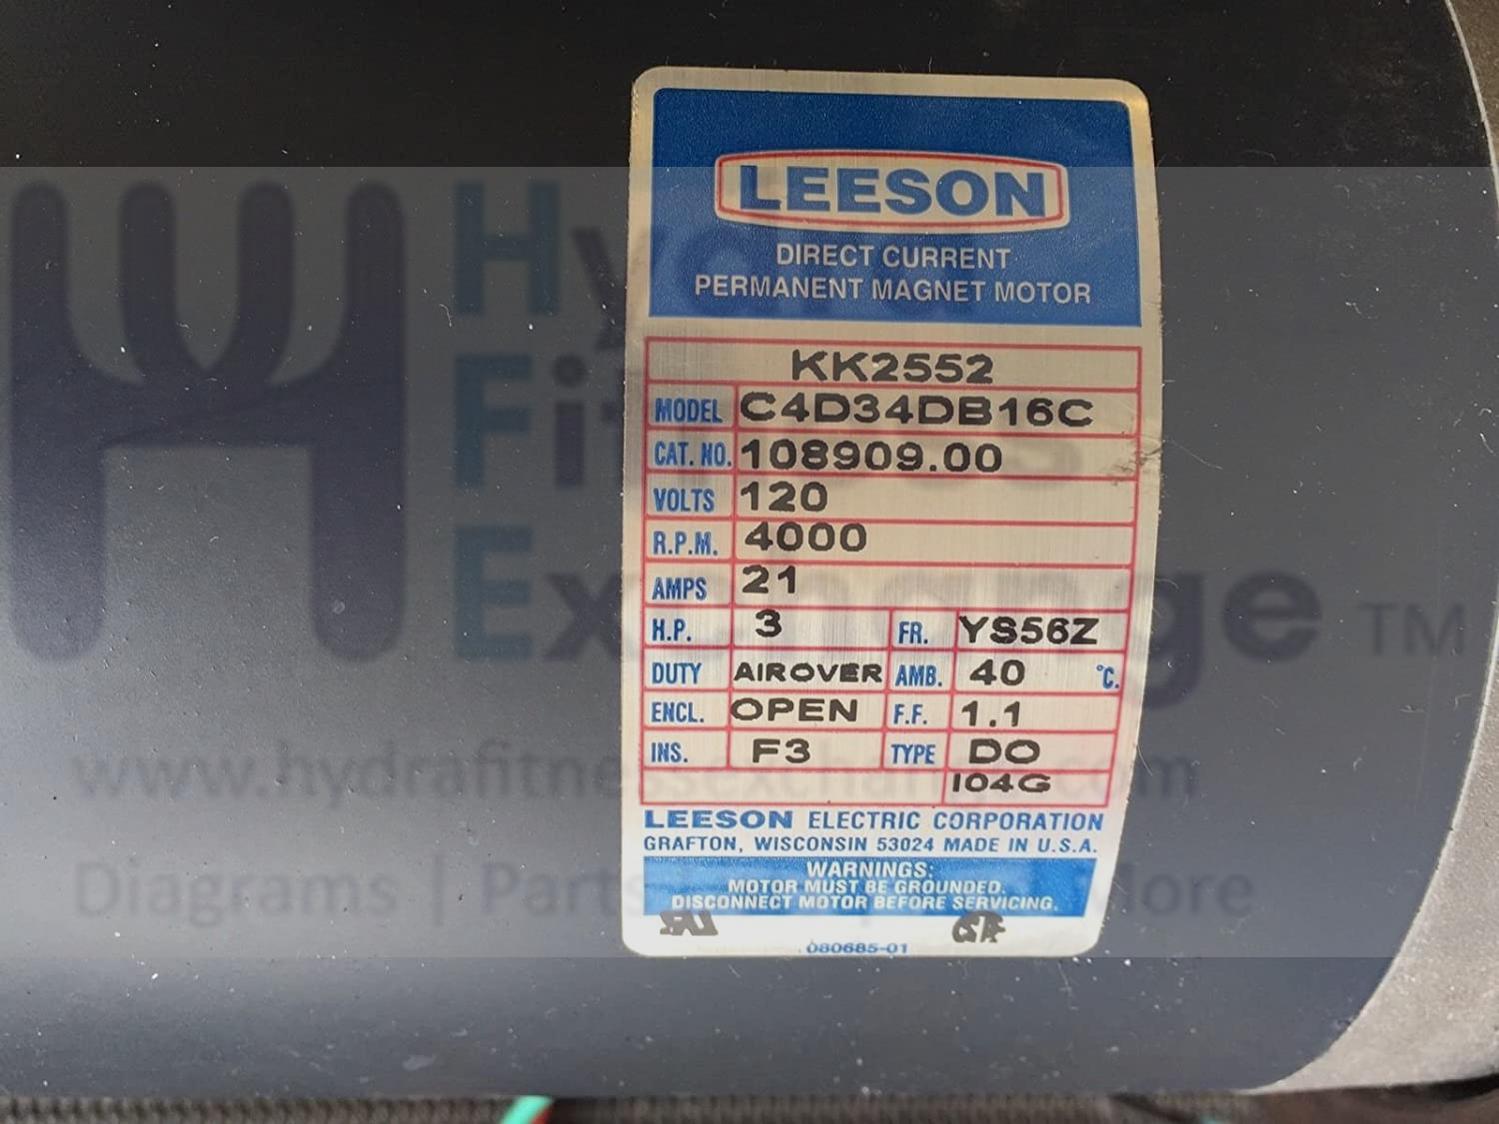 LEESON
DIRECT CURRENT
PERMANENT MAGNET MOTOR
KK2552
MODEL C4D34DB16C
CAT. NO. 108909.00
VOLTS 120
R.P.M. 4000
AMPS 21
H.P. 3 FR. YS56Z
DUTY AIROVER AMB. 40 °C.
ENCL. OPEN F.F. 1.1
INS. F3 TYPE DO
104G
LEESON ELECTRIC CORPORATION
GRAFTON, WISCONSIN 53024 MADE IN U.S.A.
WARNINGS:
MOTOR MUST BE GROUNDED.
DISCONNECT MOTOR BEFORE SERVICING.
080685-01
Hydra
Fitness
Exchange TM
www.hydrafitnessexchange.com
Diagrams | Parts | More